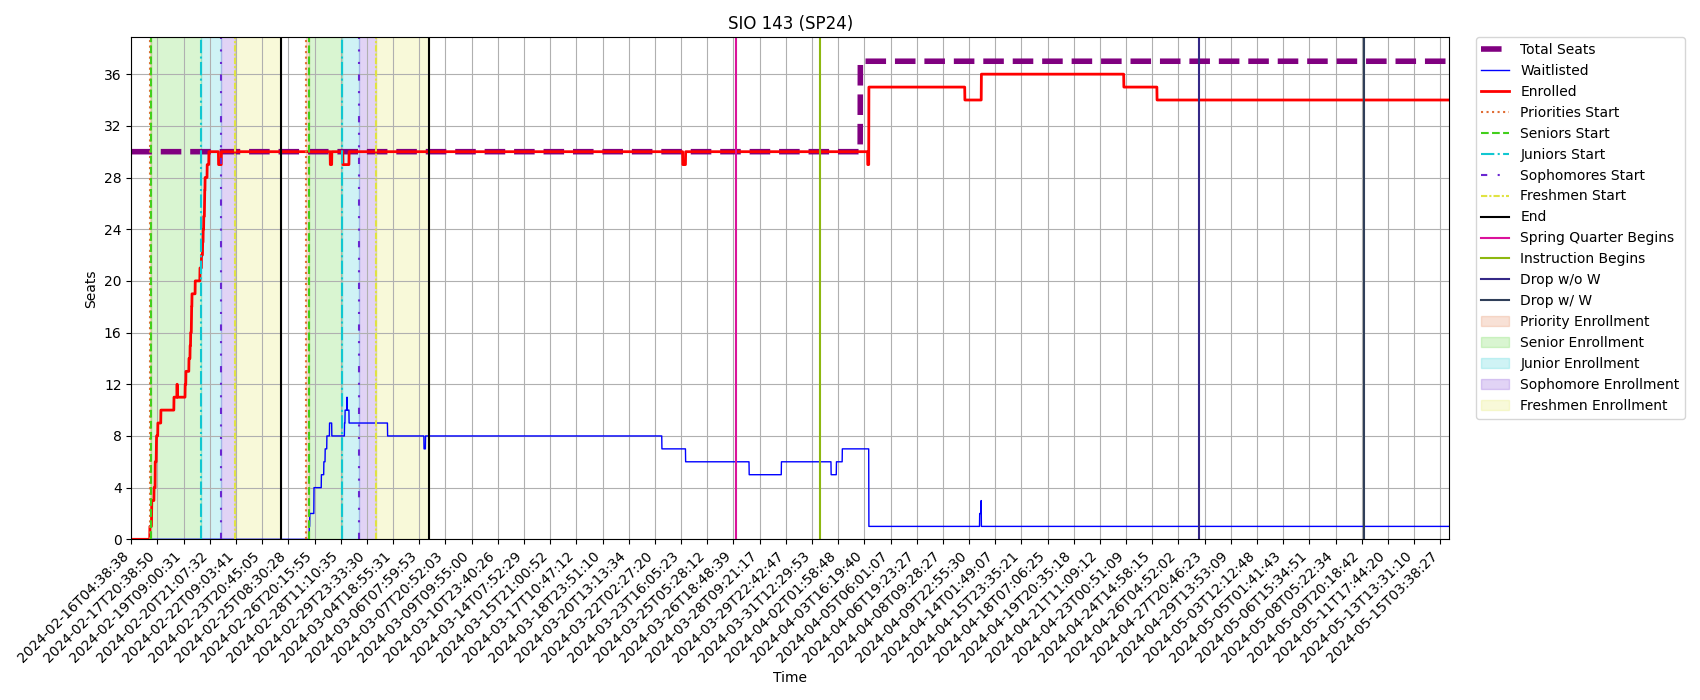 SIO 143 (SP24)
Seats
36
32
28
24
20
16
12
8
4
0
2024-02-16T04:38:38
2024-02-17T20:38:50
2024-02-19T09:00:31
2024-02-20T21:07:32
2024-02-22T09:03:41
2024-02-23T20:45:05
2024-02-25T08:30:28
2024-02-26T20:15:55
2024-02-28T11:10:35
2024-02-29T23:33:30
2024-03-04T18:55:31
2024-03-06T07:59:53
2024-03-07T20:52:03
2024-03-09T09:55:00
2024-03-10T23:40:26
2024-03-14T07:52:29
2024-03-15T21:00:52
2024-03-17T10:47:12
2024-03-18T23:51:10
2024-03-20T13:13:34
2024-03-22T02:27:20
2024-03-23T16:05:23
2024-03-25T05:28:12
2024-03-26T18:48:39
2024-03-28T09:21:17
2024-03-29T22:42:47
2024-03-31T12:29:53
2024-04-02T01:58:48
2024-04-03T16:19:40
2024-04-05T06:01:07
2024-04-06T19:23:27
2024-04-08T09:28:27
2024-04-09T22:55:30
2024-04-14T01:49:07
2024-04-15T23:35:21
2024-04-18T07:06:25
2024-04-19T20:35:18
2024-04-21T11:09:12
2024-04-23T00:51:09
2024-04-24T14:58:15
2024-04-26T04:52:02
2024-04-27T20:46:23
2024-04-29T13:53:09
2024-05-03T12:12:48
2024-05-05T01:41:43
2024-05-06T15:34:51
2024-05-08T05:22:34
2024-05-09T20:18:42
2024-05-11T17:44:20
2024-05-13T13:31:10
2024-05-15T03:38:27
Time
Total Seats
Waitlisted
Enrolled
Priorities Start
Seniors Start
Juniors Start
Sophomores Start
Freshmen Start
End
Spring Quarter Begins
Instruction Begins
Drop w/o W
Drop w/ W
Priority Enrollment
Senior Enrollment
Junior Enrollment
Sophomore Enrollment
Freshmen Enrollment